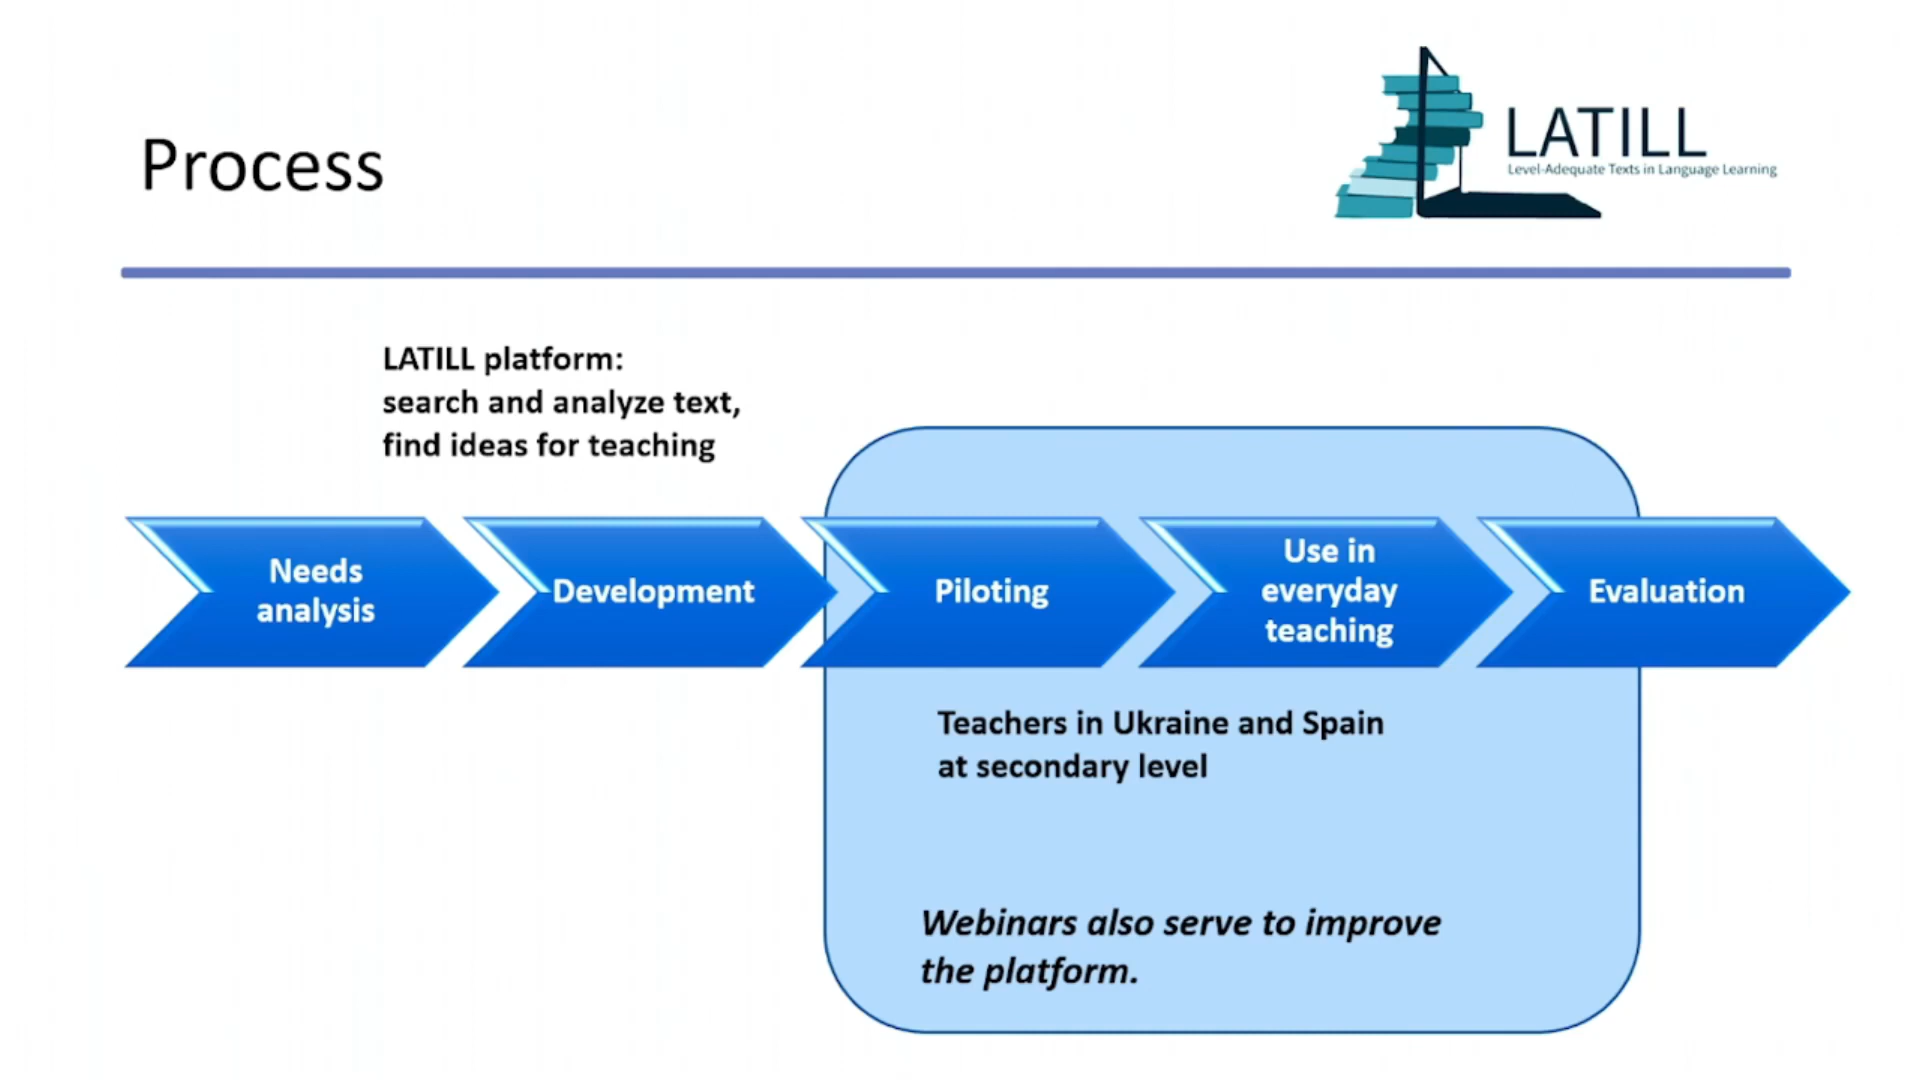 Process
LATILL
Level-Adequate Texts in Language Learning
LATILL platform:
search and analyze text,
find ideas for teaching
Needs
analysis
Development
Piloting
Use in
everyday
teaching
Evaluation
Teachers in Ukraine and Spain
at secondary level
Webinars also serve to improve
the platform.